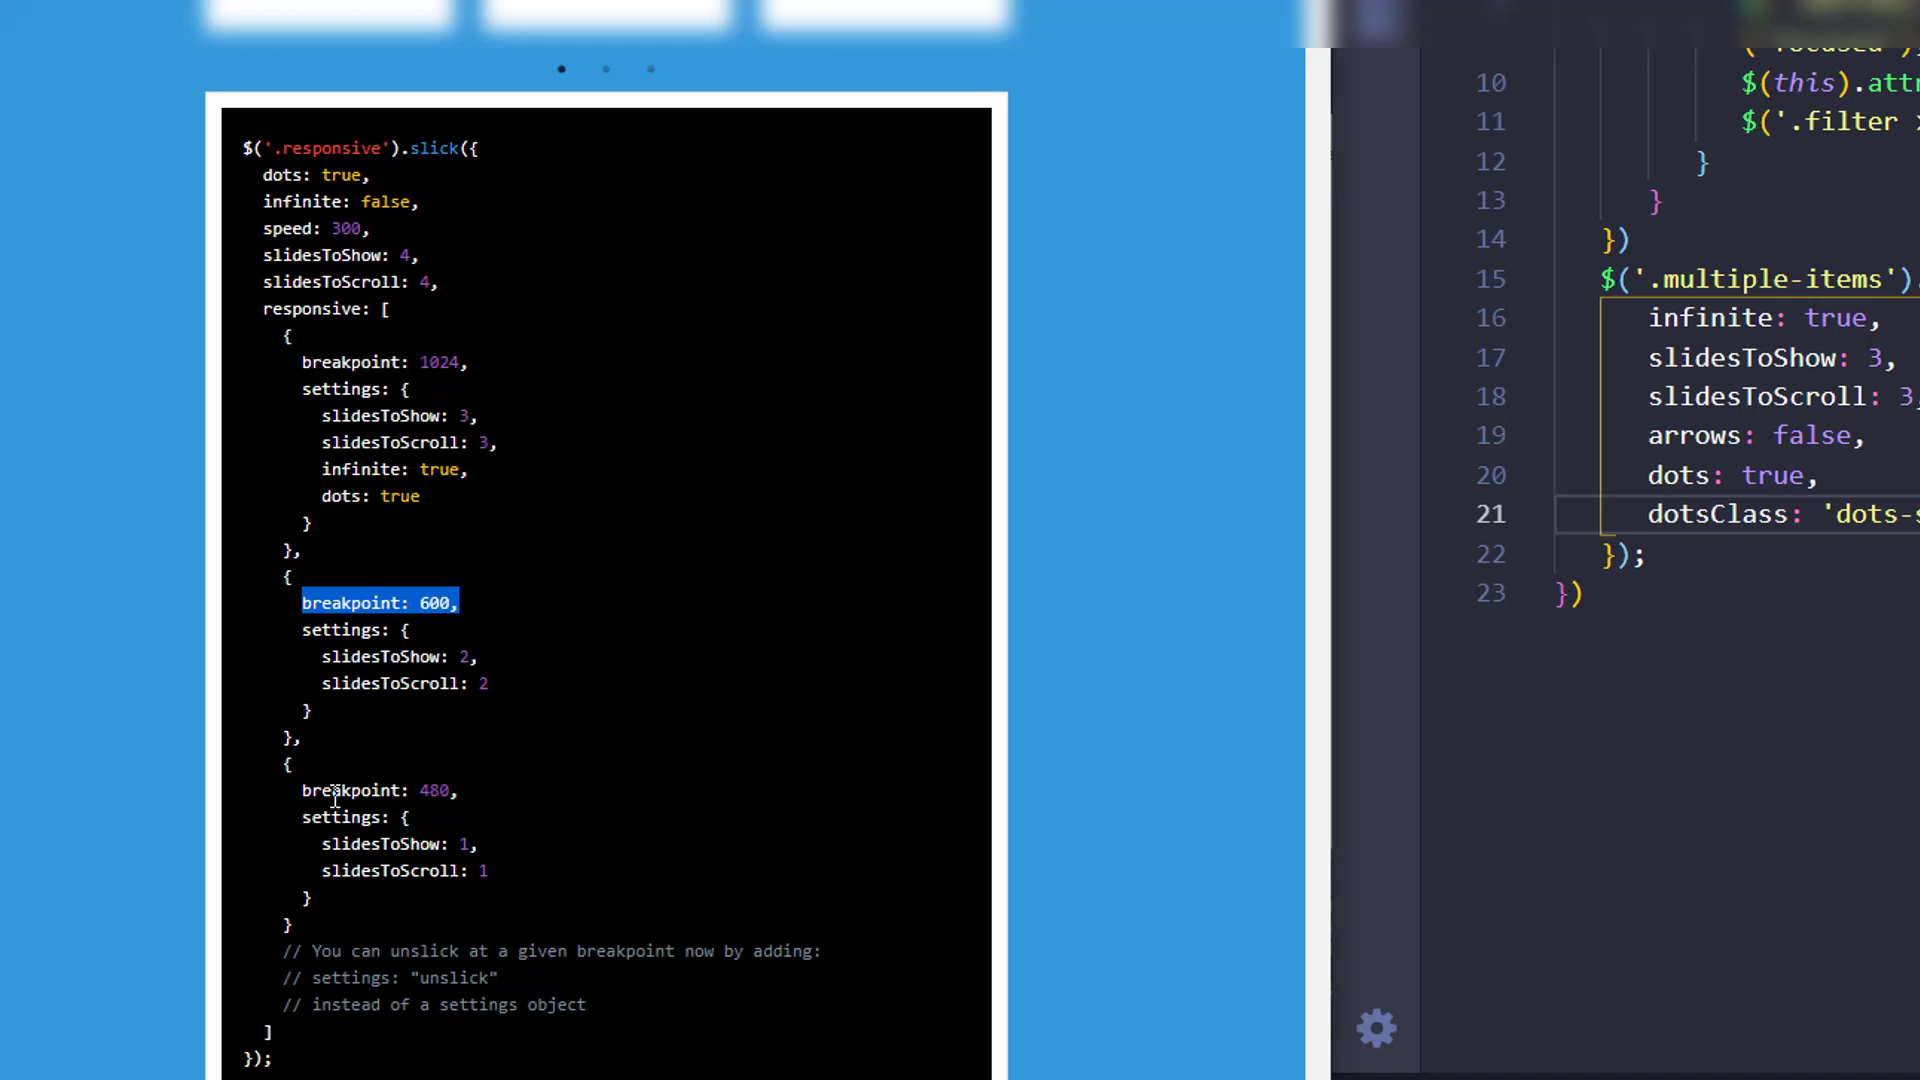 $('.responsive').slick({
dots: true,
infinite: false,
speed: 300,
slidesToShow: 4,
slidesToScroll: 4,
responsive: [
{
breakpoint: 1024,
settings: {
slidesToShow: 3,
slidesToScroll: 3,
infinite: true,
dots: true
}
},
{
breakpoint: 600,
settings: {
slidesToShow: 2,
slidesToScroll: 2
}
},
{
breakpoint: 480,
settings: {
slidesToShow: 1,
slidesToScroll: 1
}
}
// You can unslick at a given breakpoint now by adding:
// settings: "unslick"
// instead of a settings object
]
});
10 $(this).attr
11 $('.filter >
12 }
13 }
14 })
15 $('.multiple-items').
16 infinite: true,
17 slidesToShow: 3,
18 slidesToScroll: 3,
19 arrows: false,
20 dots: true,
21 dotsClass: 'dots-s
22 });
23 })